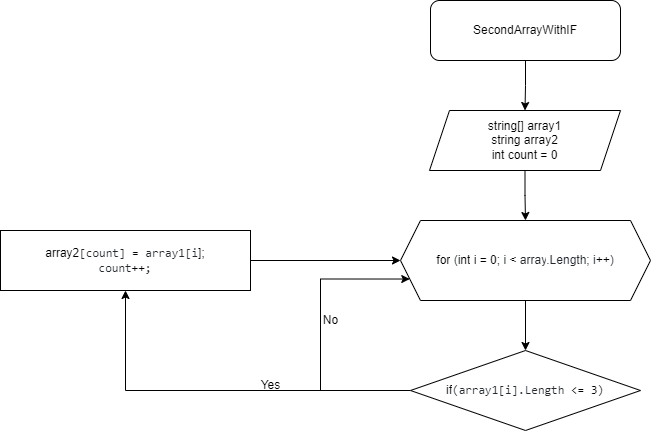 SecondArrayWithIF
string[] array1
string array2
int count = 0
array2[count] = array1[i];
count++;
for (int i = 0; i < array.Length; i++)
No
Yes
if(array1[i].Length <= 3)